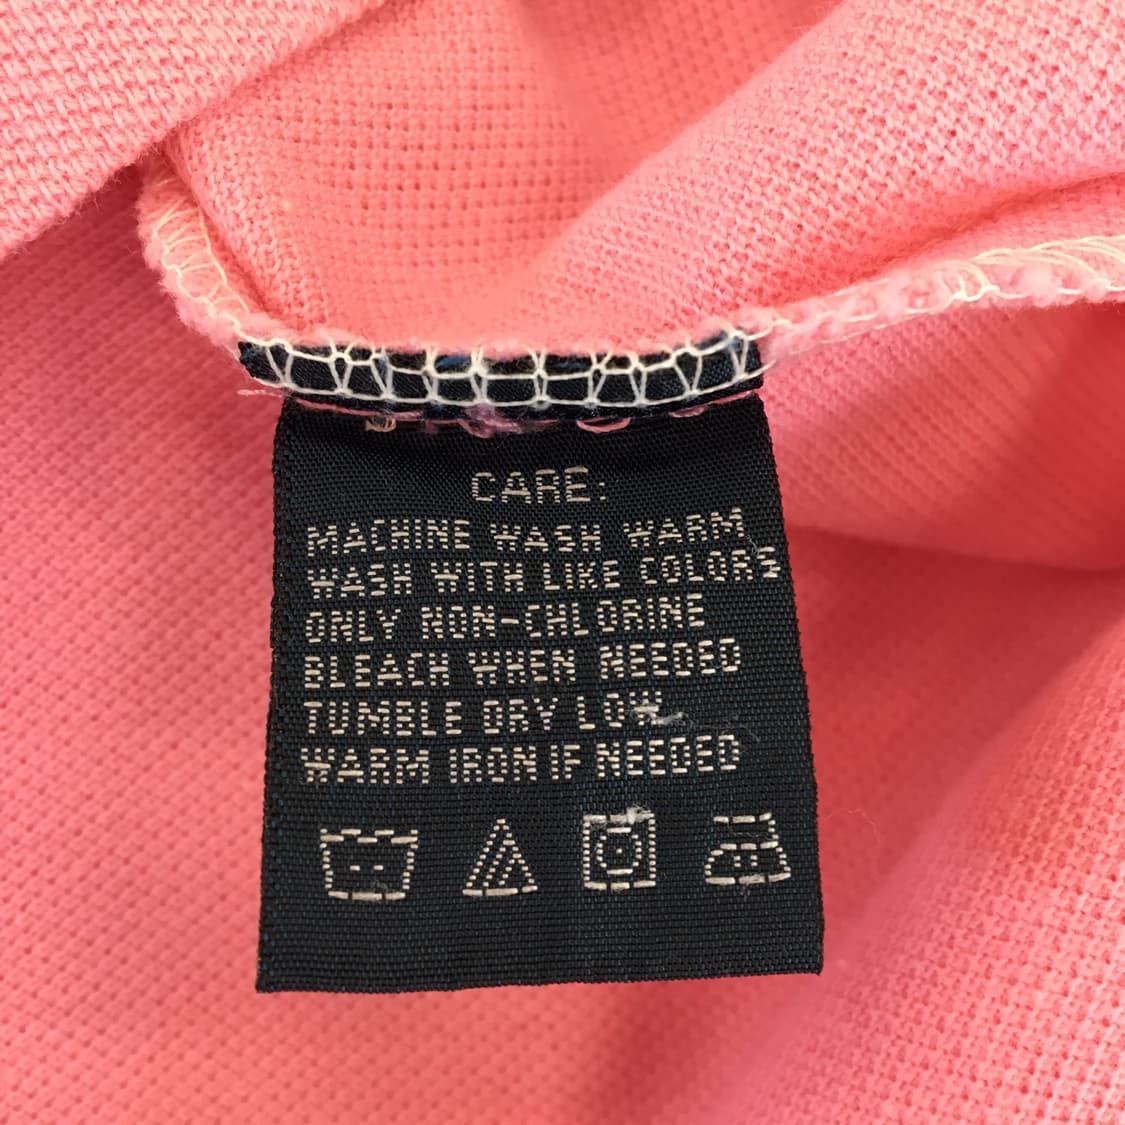 CARE:
MACHINE WASH WARM
WASH WITH LIKE COLORS
ONLY NON-CHLORINE
BLEACH WHEN NEEDED
TUMBLE DRY LOW
WARM IRON IF NEEDED